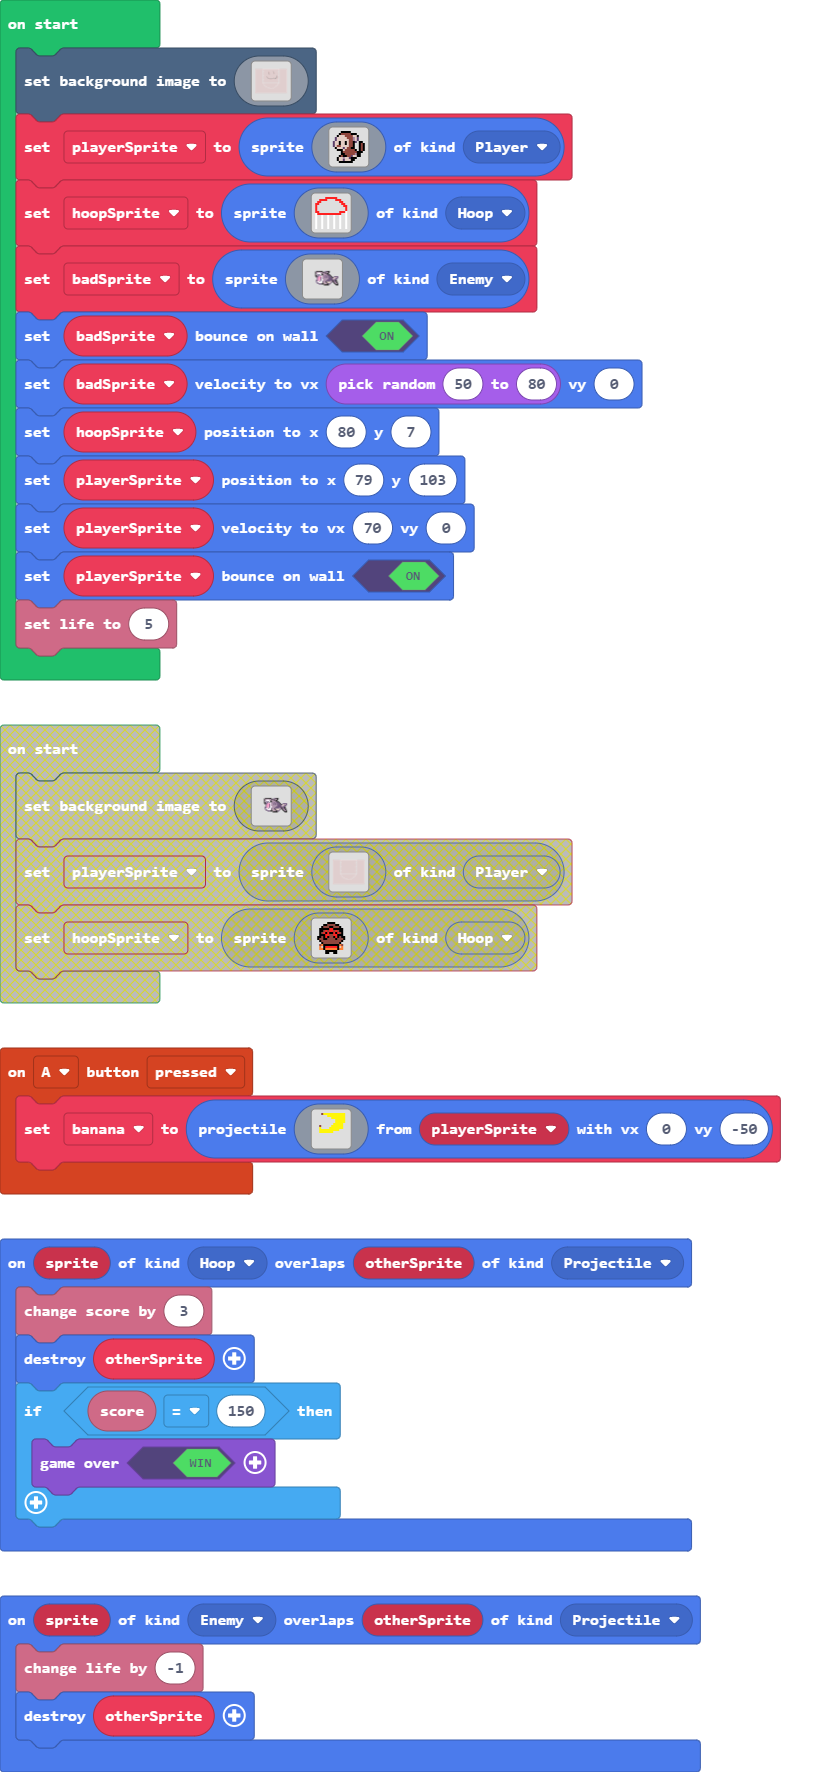 on start
set background image to
set playerSprite to sprite of kind Player
set hoopSprite to sprite of kind Hoop
set badSprite to sprite of kind Enemy
set badSprite bounce on wall ON
set badSprite velocity to vx pick random 50 to 80 vy 0
set hoopSprite position to x 80 y 7
set playerSprite position to x 79 y 103
set playerSprite velocity to vx 70 vy 0
set playerSprite bounce on wall ON
set life to 5
on start
set background image to
set playerSprite to sprite of kind Player
set hoopSprite to sprite of kind Hoop
on A button pressed
set banana to projectile from playerSprite with vx 0 vy -50
on sprite of kind Hoop overlaps otherSprite of kind Projectile
change score by 3
destroy otherSprite
if score = 150 then
game over WIN
on sprite of kind Enemy overlaps otherSprite of kind Projectile
change life by -1
destroy otherSprite